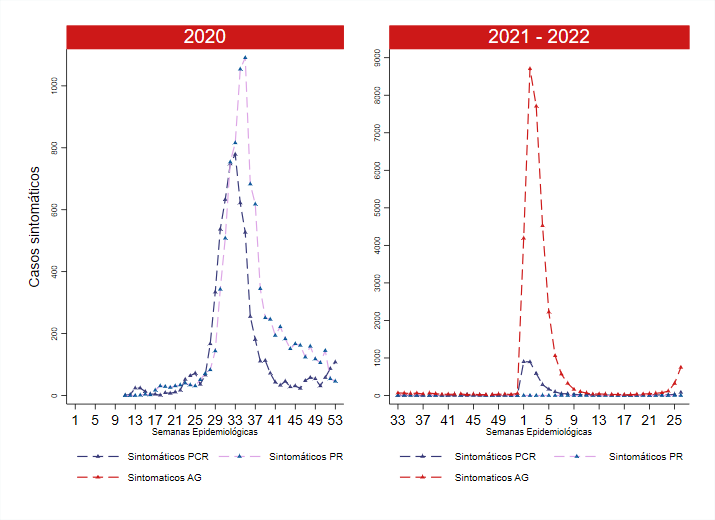 2020
2021 - 2022
Casos sintomáticos
0
200
400
600
800
1000
1 5 9 13 17 21 25 29 33 37 41 45 49 53
Semanas Epidemiológicas
0
1000
2000
3000
4000
5000
6000
7000
8000
9000
33 37 41 45 49 1 5 9 13 17 21 25
Semanas Epidemiológicas
Sintomáticos PCR Sintomáticos PR
Sintomaticos AG
Sintomáticos PCR Sintomáticos PR
Sintomaticos AG